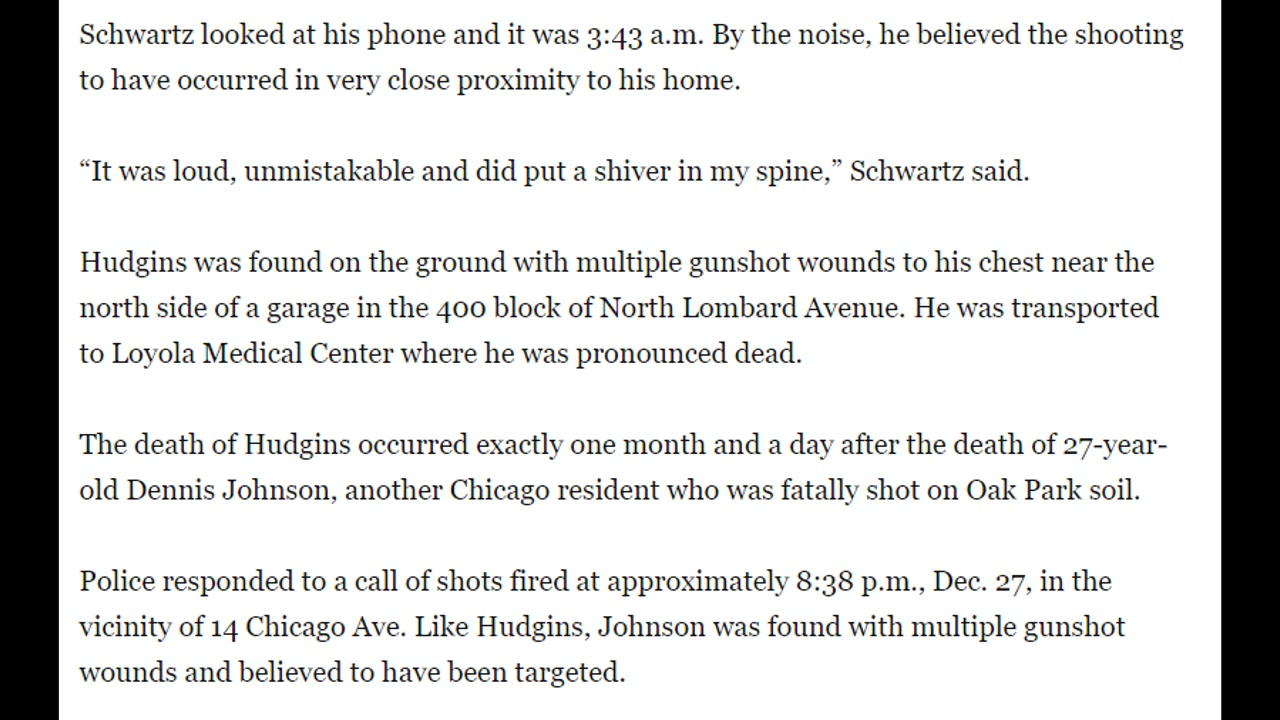 Schwartz looked at his phone and it was 3:43 a.m. By the noise, he believed the shooting
to have occurred in very close proximity to his home.
“It was loud, unmistakable and did put a shiver in my spine,” Schwartz said.
Hudgins was found on the ground with multiple gunshot wounds to his chest near the
north side of a garage in the 400 block of North Lombard Avenue. He was transported
to Loyola Medical Center where he was pronounced dead.
The death of Hudgins occurred exactly one month and a day after the death of 27-year-
old Dennis Johnson, another Chicago resident who was fatally shot on Oak Park soil.
Police responded to a call of shots fired at approximately 8:38 p.m., Dec. 27, in the
vicinity of 14 Chicago Ave. Like Hudgins, Johnson was found with multiple gunshot
wounds and believed to have been targeted.